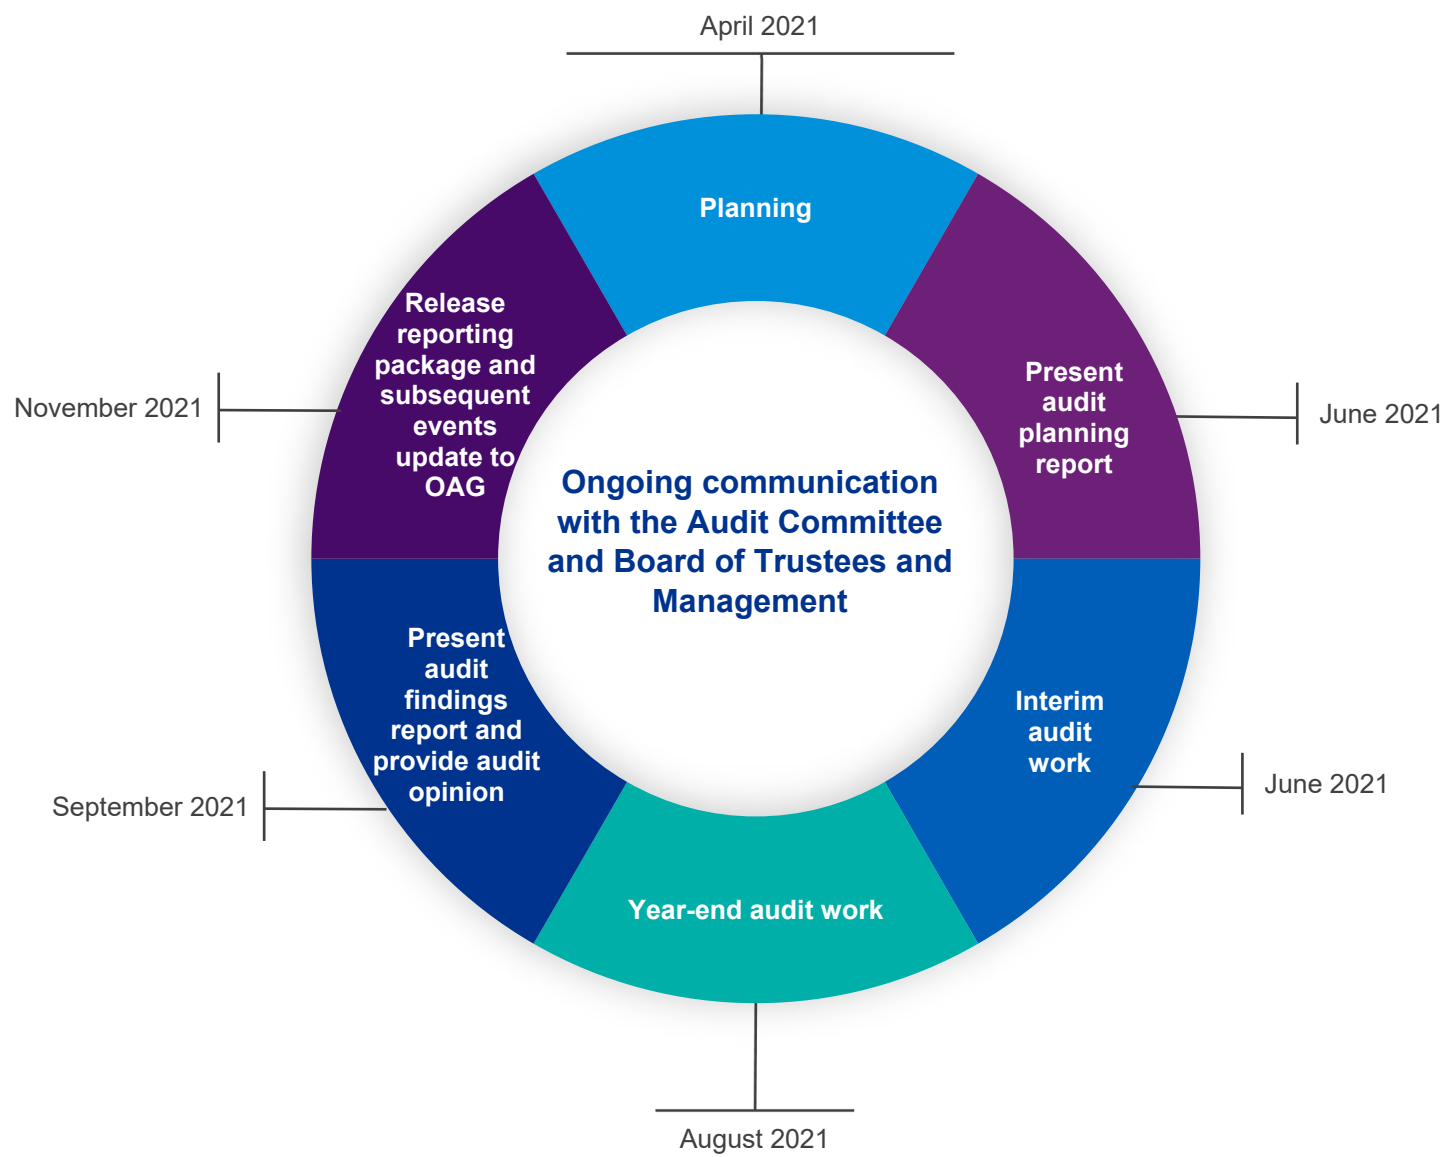 April 2021
Planning
Present
audit
planning
report
June 2021
Interim
audit
work
June 2021
Year-end audit work
August 2021
Present
audit
findings
report and
provide audit
opinion
September 2021
Release
reporting
package and
subsequent
events
update to
OAG
November 2021
Ongoing communication
with the Audit Committee
and Board of Trustees and
Management